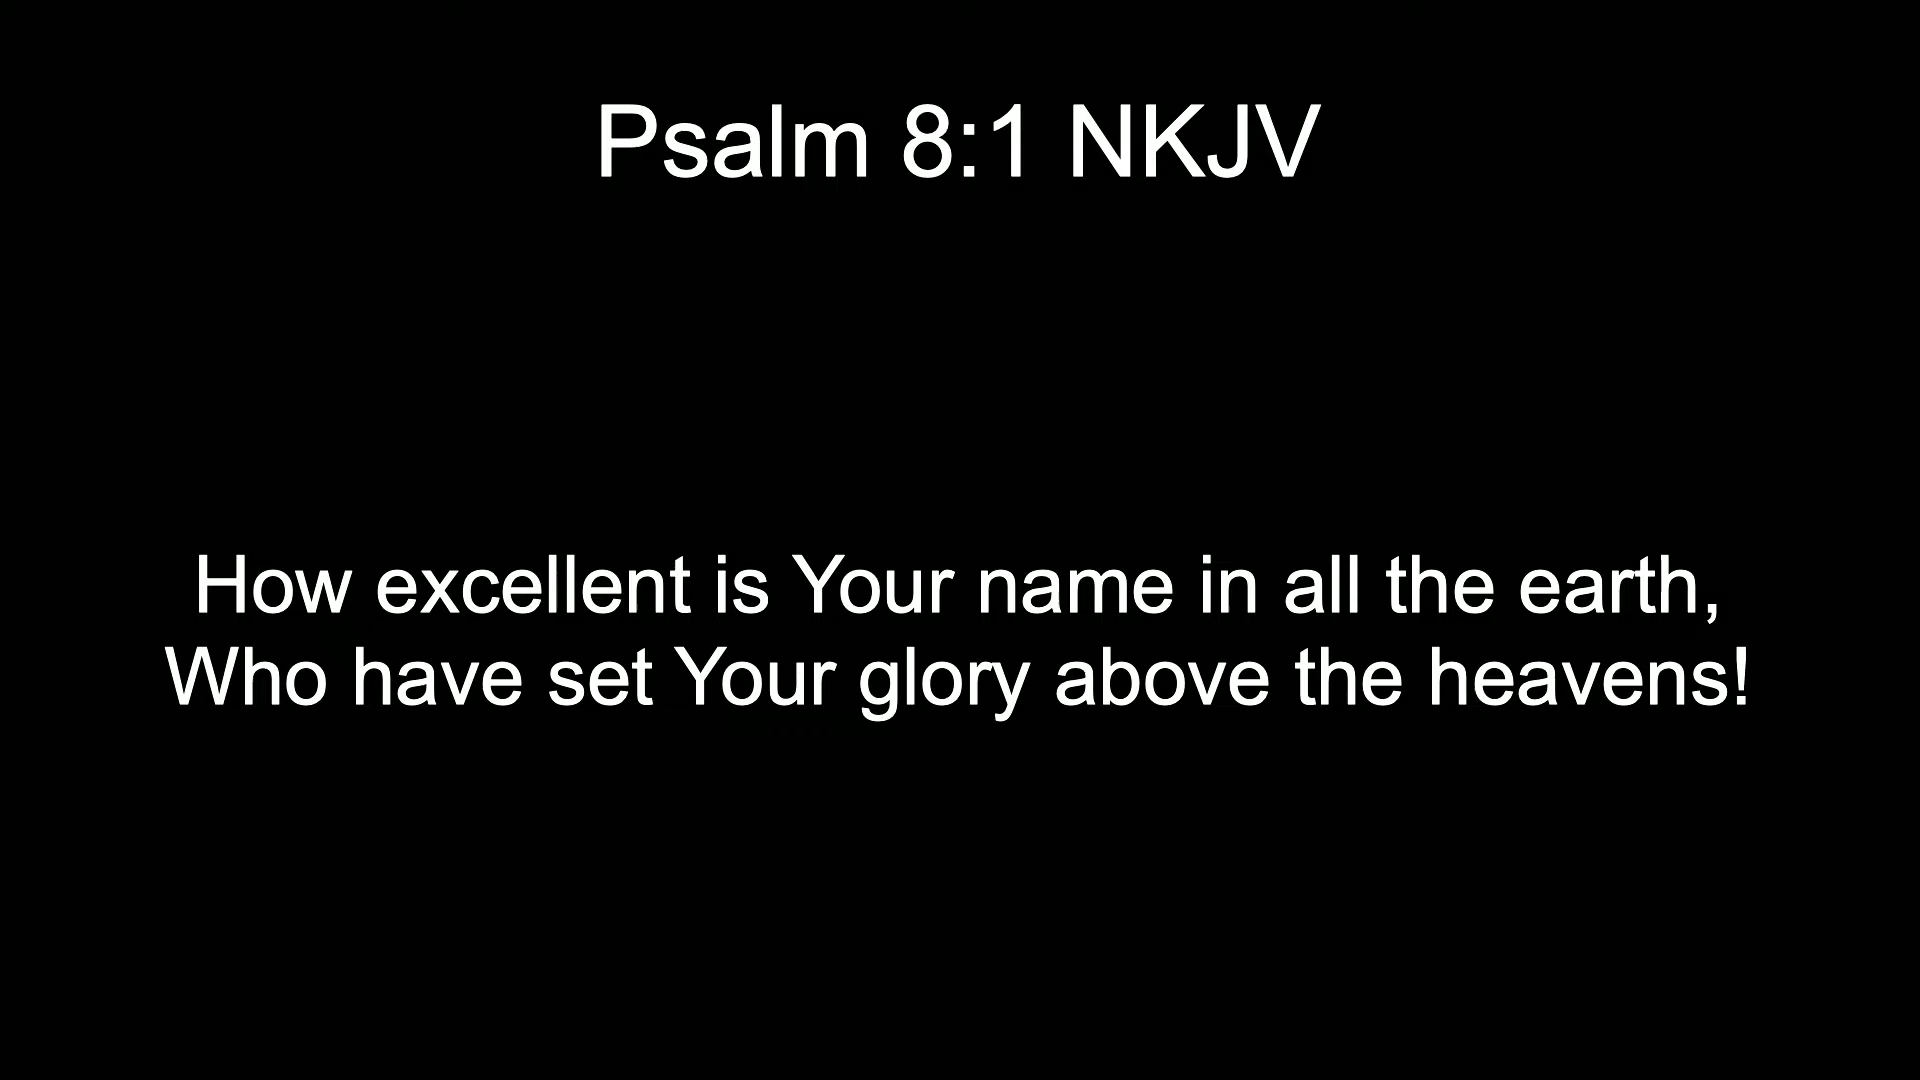 Psalm 8:1 NKJV
How excellent is Your name in all the earth,
Who have set Your glory above the heavens!